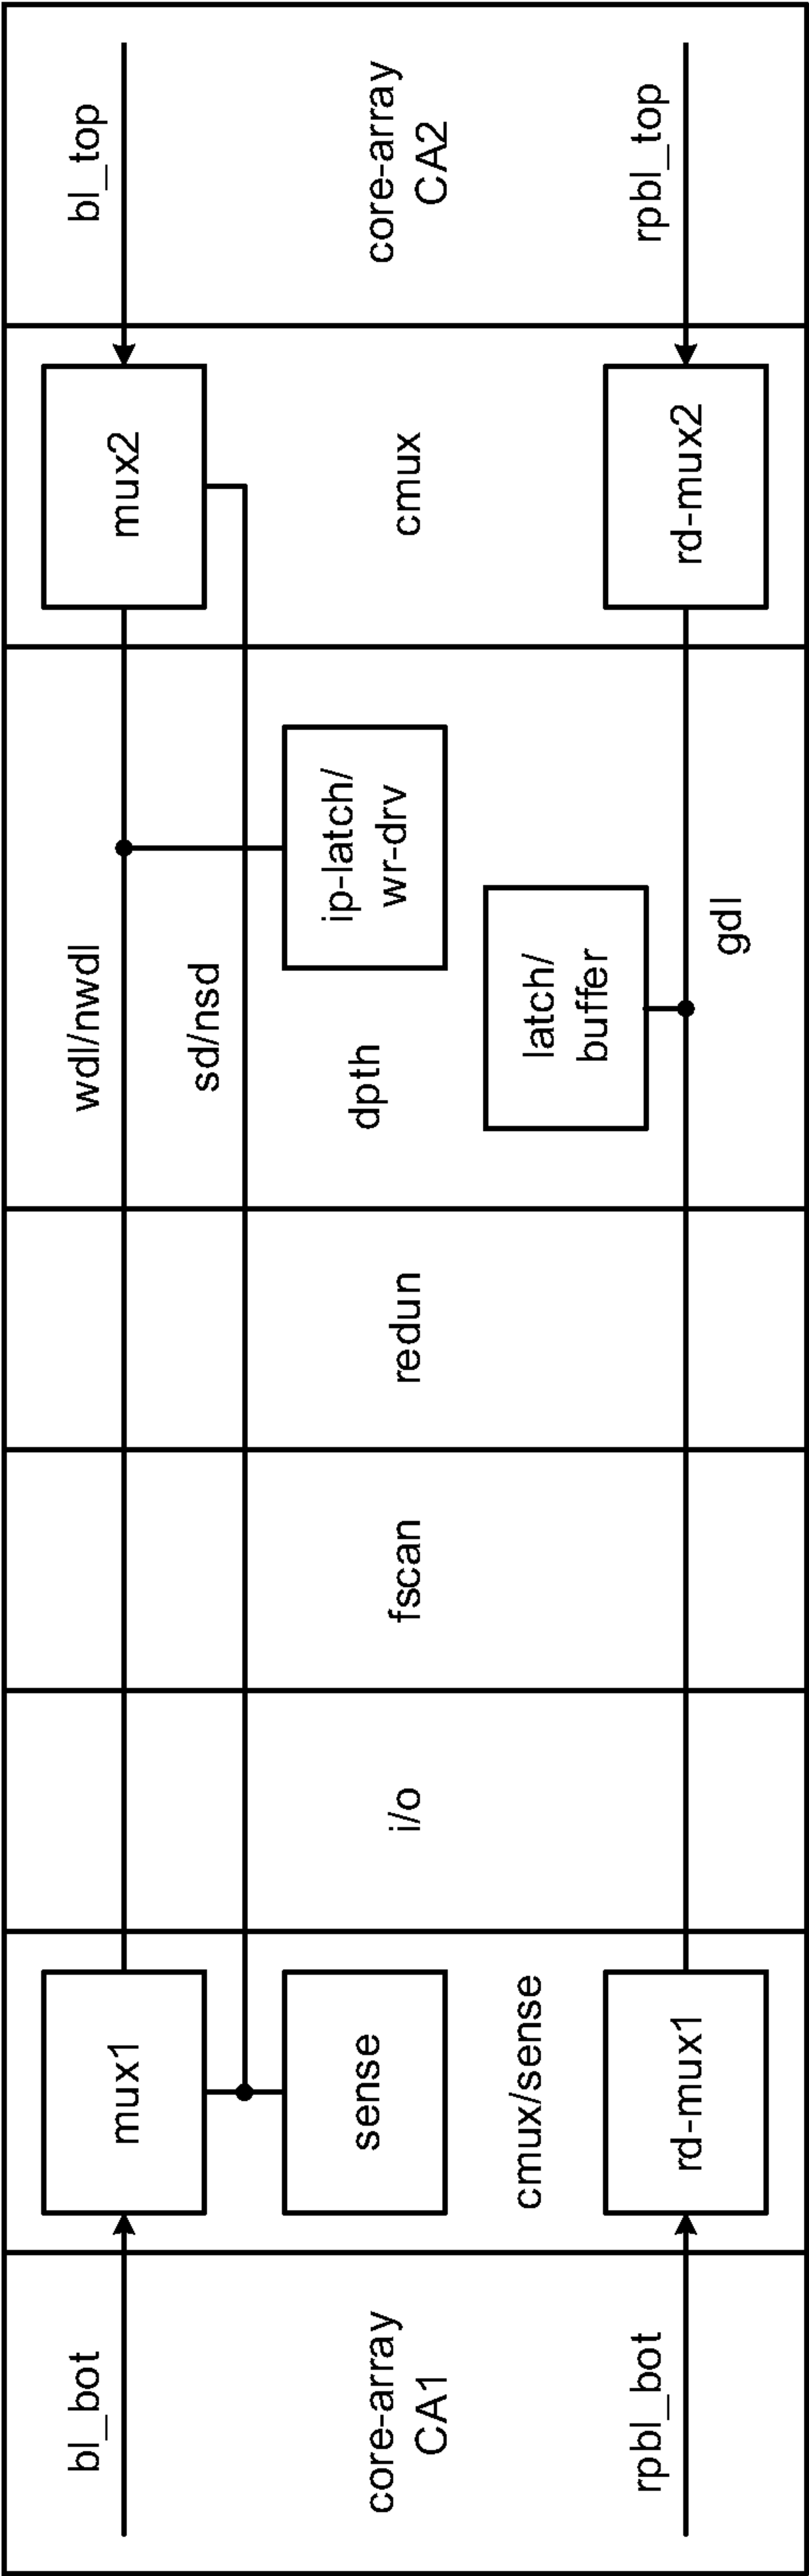 bl_bot
core-array
CA1
rpbl_bot
mux1
sense
cmux/sense
rd-mux1
i/o
fscan
redun
wdl/nwdl
sd/nsd
dpth
ip-latch/
wr-drv
latch/
buffer
gdl
mux2
cmux
rd-mux2
bl_top
core-array
CA2
rpbl_top